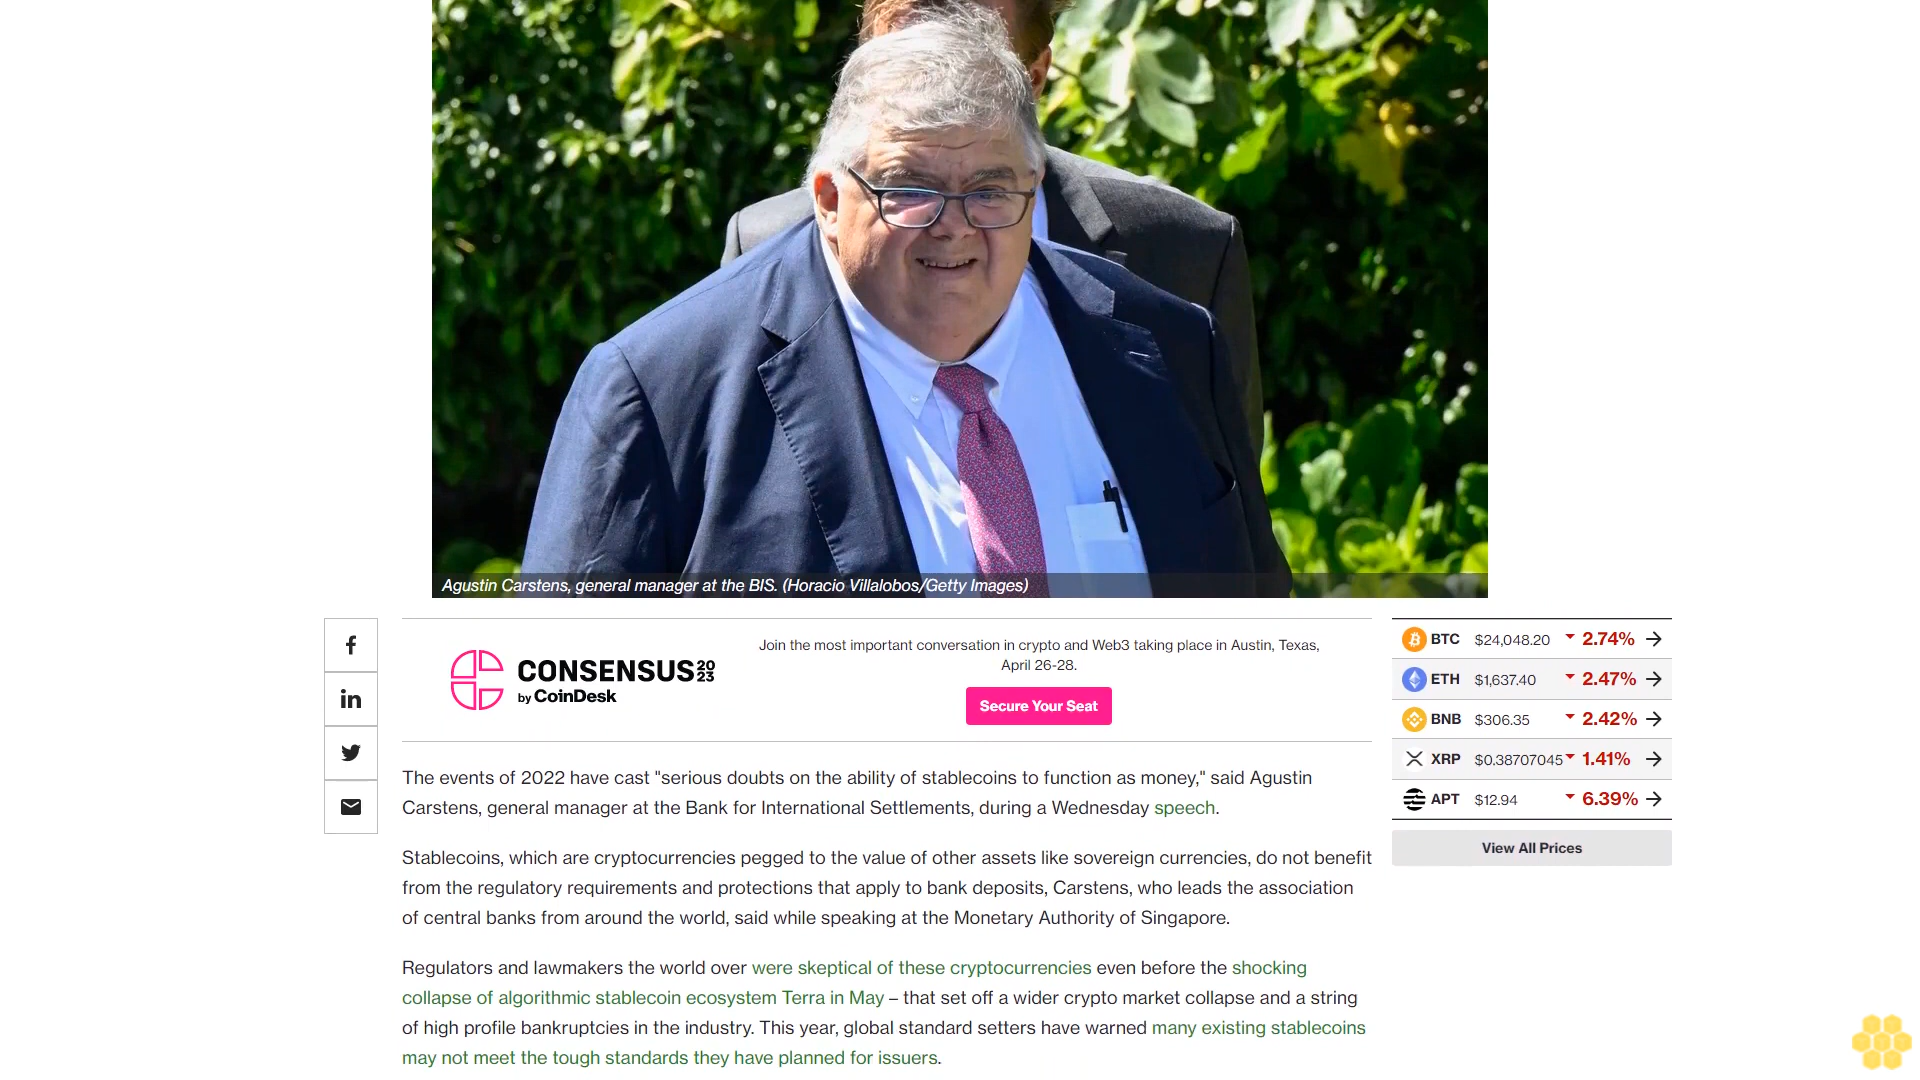 Agustin Carstens, general manager at the BIS. (Horacio Villalobos/Getty Images)
CONSENSUS 20 23
by CoinDesk
Join the most important conversation in crypto and Web3 taking place in Austin, Texas,
April 26-28.
Secure Your Seat
BTC $24,048.20 2.74%
ETH $1,637.40 2.47%
BNB $306.35 2.42%
XRP $0.38707045 1.41%
APT $12.94 6.39%
View All Prices
The events of 2022 have cast "serious doubts on the ability of stablecoins to function as money," said Agustin
Carstens, general manager at the Bank for International Settlements, during a Wednesday speech.
Stablecoins, which are cryptocurrencies pegged to the value of other assets like sovereign currencies, do not benefit
from the regulatory requirements and protections that apply to bank deposits, Carstens, who leads the association
of central banks from around the world, said while speaking at the Monetary Authority of Singapore.
Regulators and lawmakers the world over were skeptical of these cryptocurrencies even before the shocking
collapse of algorithmic stablecoin ecosystem Terra in May – that set off a wider crypto market collapse and a string
of high profile bankruptcies in the industry. This year, global standard setters have warned many existing stablecoins
may not meet the tough standards they have planned for issuers.